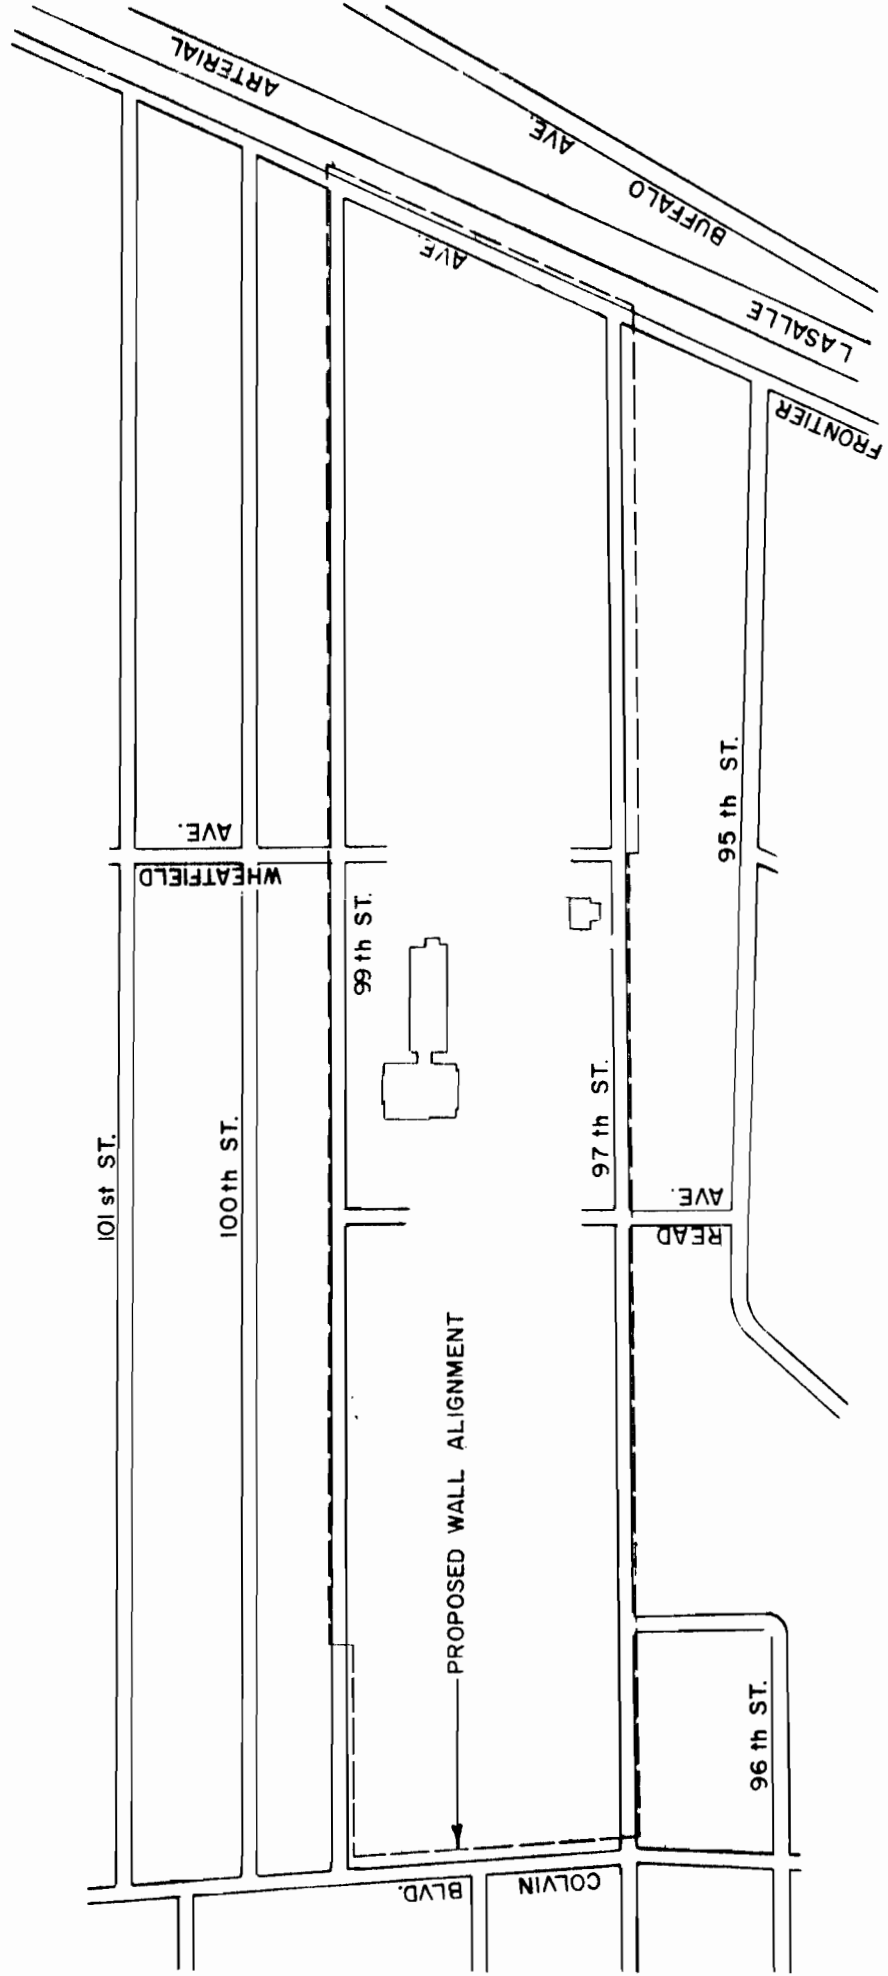 ARTERIAL
LASALLE
AVE.
BUFFALO
AVE.
FRONTIER
AVE.
WHEATFIELD
99 th ST.
95 th ST.
101 st ST.
100 th ST.
97 th ST.
AVE.
READ
PROPOSED WALL ALIGNMENT
96 th ST.
BLVD.
COLVIN